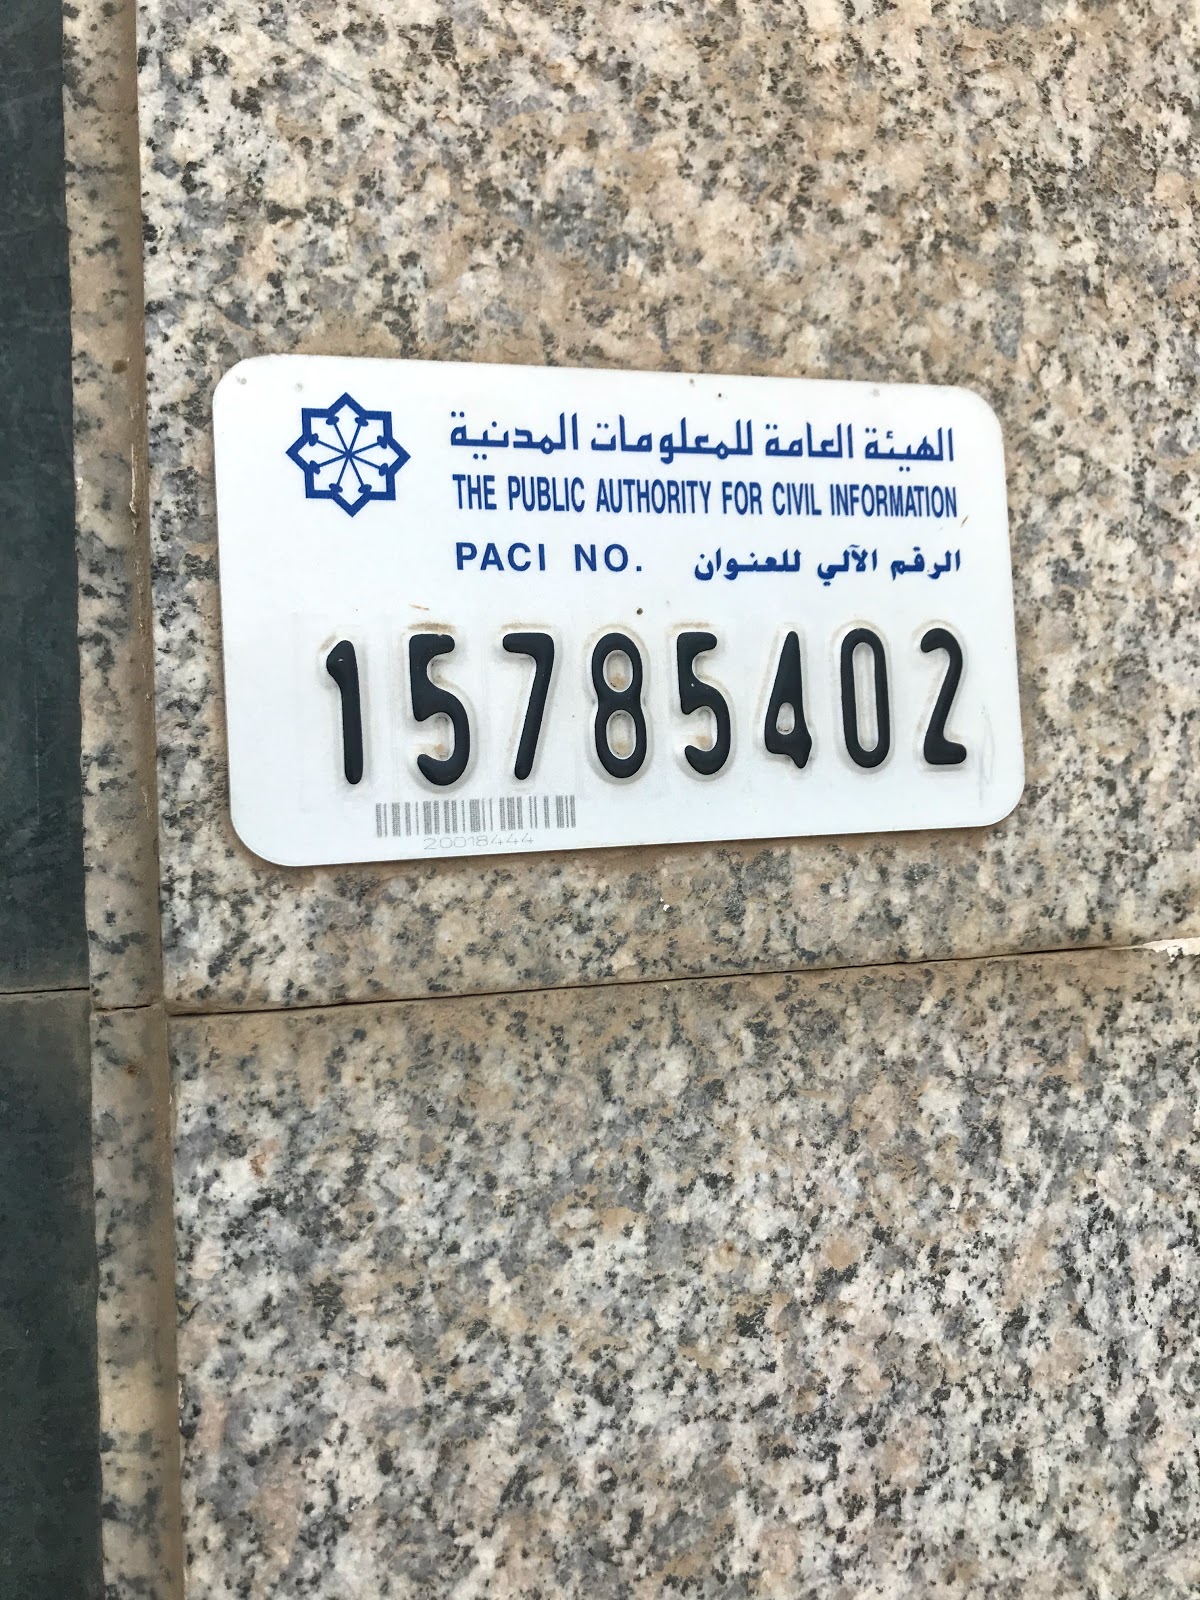 الهيئة العامة للمعلومات المدنية
THE PUBLIC AUTHORITY FOR CIVIL INFORMATION
PACI NO. الرقم الآلي للعنوان
15785402
20018444